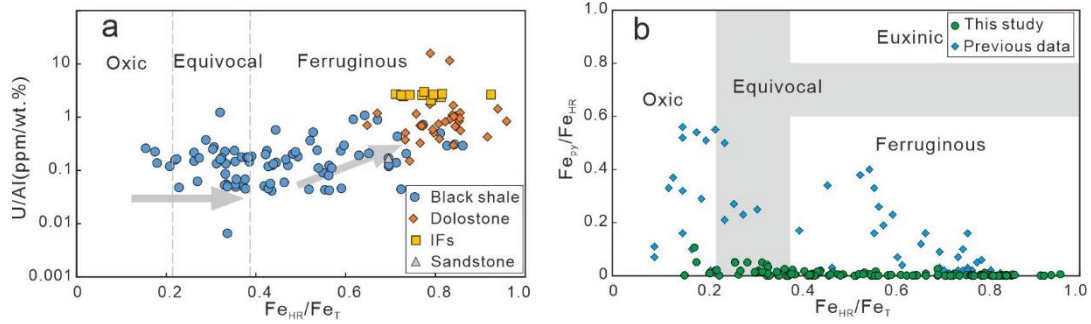 a
U/Al(ppm/wt.%)
10
1
0.1
0.01
0.001
Oxic
Equivocal
Ferruginous
Black shale
Dolostone
IFs
Sandstone
0
0.2
0.4
0.6
0.8
1.0
FeHR/FeT
b
Fepy/FeHR
1.0
0.8
0.6
0.4
0.2
0
This study
Previous data
Euxinic
Oxic
Equivocal
Ferruginous
0
0.2
0.4
0.6
0.8
1.0
FeHR/FeT